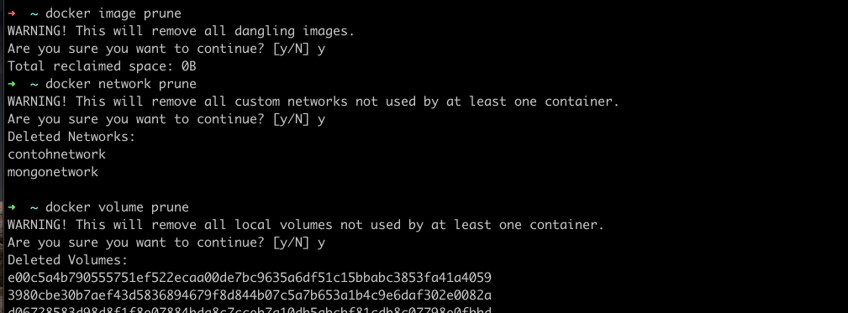 ➜  ~ docker image prune
WARNING! This will remove all dangling images.
Are you sure you want to continue? [y/N] y
Total reclaimed space: 0B
➜  ~ docker network prune
WARNING! This will remove all custom networks not used by at least one container.
Are you sure you want to continue? [y/N] y
Deleted Networks:
contohnetwork
mongonetwork
➜  ~ docker volume prune
WARNING! This will remove all local volumes not used by at least one container.
Are you sure you want to continue? [y/N] y
Deleted Volumes:
e00c5a4b790555751ef522ecaa00de7bc9635a6df51c15bbabc3853fa41a4059
3980cbe30b7aef43d5836894679f8d844b07c5a7b653a1b4c9e6daf302e0082a